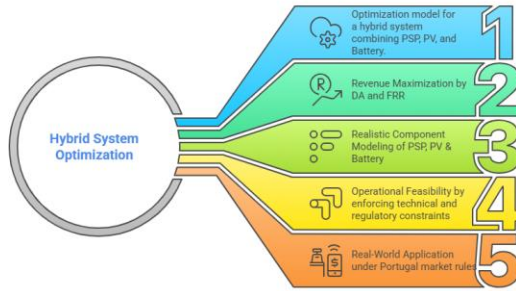 Hybrid System
Optimization
Optimization model for
a hybrid system
combining PSP, PV, and
Battery.
1
R
Revenue Maximization by
DA and FRR
2
Realistic Component
Modeling of PSP, PV &
Battery
3
Operational Feasibility by
enforcing technical and
regulatory constraints
4
$
Real-World Application
under Portugal market rules
5